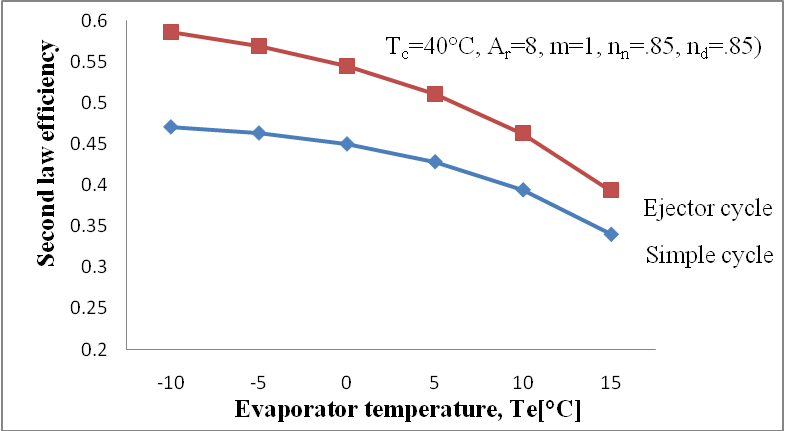 0.6
0.55
0.5
0.45
0.4
0.35
0.3
0.25
0.2
Second law efficiency
Tc=40°C, Ar=8, m=1, nn=.85, nd=.85)
Ejector cycle
Simple cycle
-10 -5 0 5 10 15
Evaporator temperature, Te[°C]